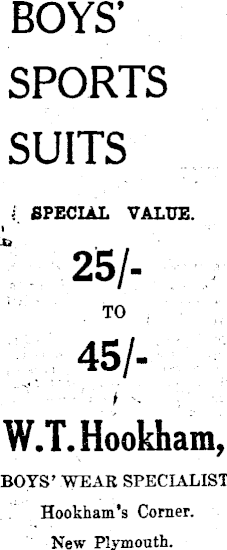 BOYS'
SPORTS
SUITS
SPECIAL VALUE.
25/-
TO
45/-
W.T. Hookham,
BOYS' WEAR SPECIALIST
Hookham's Corner.
New Plymouth.